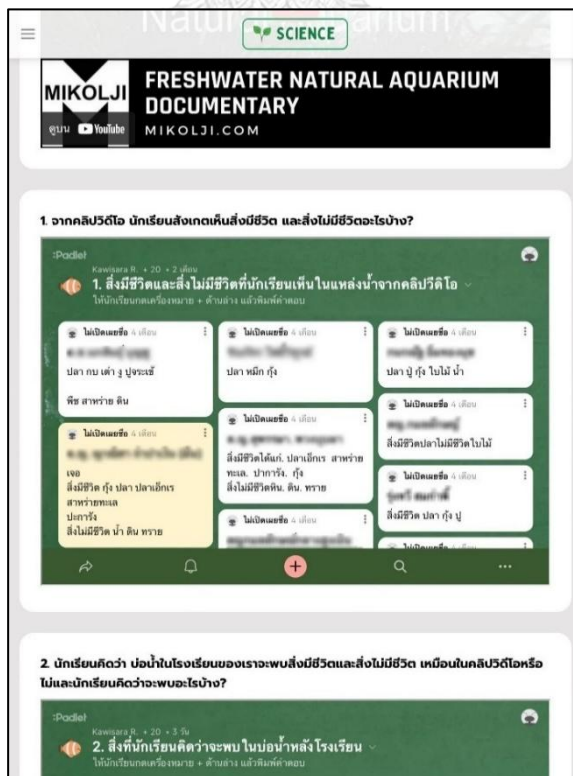 SCIENCE
MIKOLJI
FRESHWATER NATURAL AQUARIUM
DOCUMENTARY
ดูบน YouTube
MIKOLJI.COM
1. จากคลิปวิดีโอ นักเรียนสังเกตเห็นสิ่งมีชีวิต และสิ่งไม่มีชีวิตอะไรบ้าง?
:Padlet
Kawisara R. • 20 • 2 เดือน
1. สิ่งมีชีวิตและสิ่งไม่มีชีวิตที่นักเรียนเห็นในแหล่งน้ำจากคลิปวีดิโอ
ให้นักเรียนกดเครื่องหมาย + ด้านล่าง แล้วพิมพ์คำตอบ
ไม่เปิดเผยชื่อ 4 เดือน
ปลา กบ เต่า งู ปูจระเข้
พืช สาหร่าย ดิน
ไม่เปิดเผยชื่อ 4 เดือน
เจอ
สิ่งมีชีวิต กุ้ง ปลา ปลาเอ็กเร
สาหร่ายทะเล
ปะการัง
สิ่งไม่มีชีวิต น้ำ ดิน ทราย
ไม่เปิดเผยชื่อ 4 เดือน
ปลา หมึก กุ้ง
ไม่เปิดเผยชื่อ 4 เดือน
สิ่งมีชีวิตได้แก่. ปลาเอ็กเร สาหร่าย
ทะเล. ปาการัง. กุ้ง
สิ่งไม่มีชีวิตหิน. ดิน. ทราย
ไม่เปิดเผยชื่อ 4 เดือน
ไม่เปิดเผยชื่อ 4 เดือน
ปลา ปู กุ้ง ใบไม้ น้ำ
ไม่เปิดเผยชื่อ 4 เดือน
สิ่งมีชีวิตปลาไม่มีชีวิตใบไม้
ไม่เปิดเผยชื่อ 4 เดือน
สิ่งมีชีวิต ปลา กุ้ง ปู
ไม่เปิดเผยชื่อ 4 เดือน
2. นักเรียนคิดว่า บ่อน้ำในโรงเรียนของเราจะพบสิ่งมีชีวิตและสิ่งไม่มีชีวิต เหมือนในคลิปวิดีโอหรือ
ไม่และนักเรียนคิดว่าจะพบอะไรบ้าง?
:Padlet
Kawisara R. • 20 • 3 วัน
2. สิ่งที่นักเรียนคิดว่าจะพบ ในบ่อน้ำหลังโรงเรียน
ให้นักเรียนกดเครื่องหมาย + ด้านล่าง แล้วพิมพ์คำตอบ